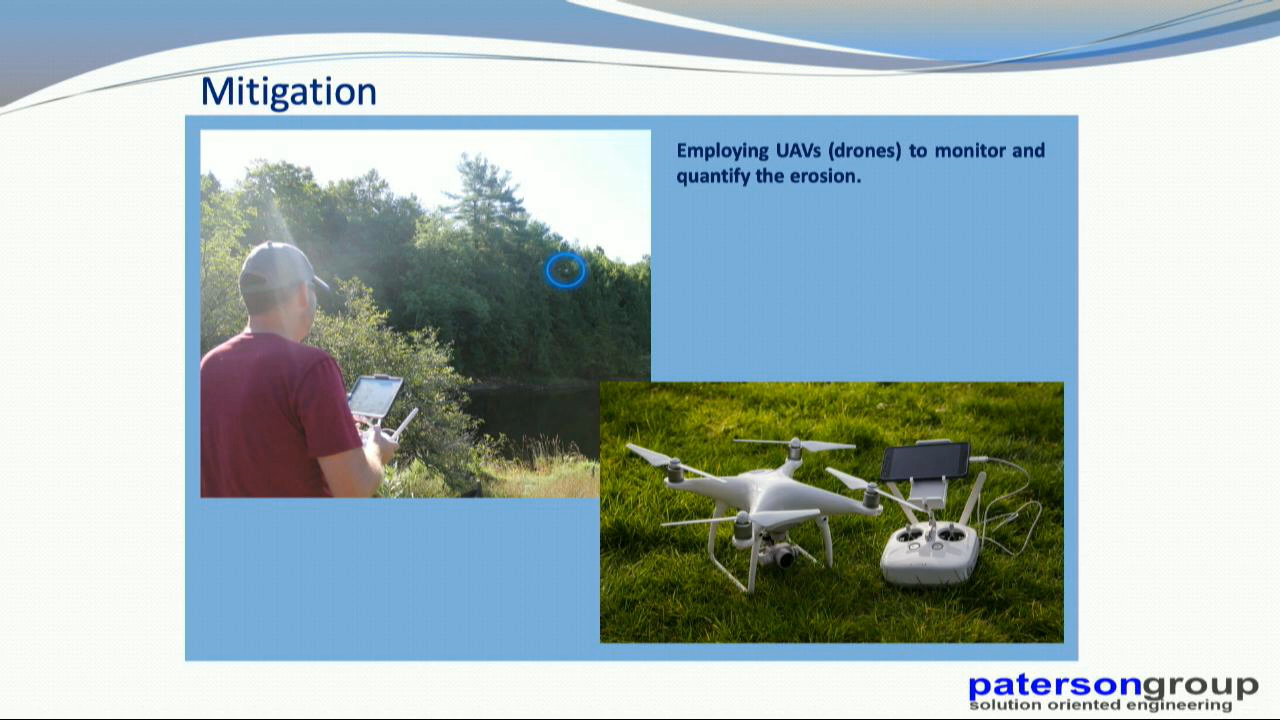 Mitigation
Employing UAVs (drones) to monitor and
quantify the erosion.
patersongroup
solution oriented engineering